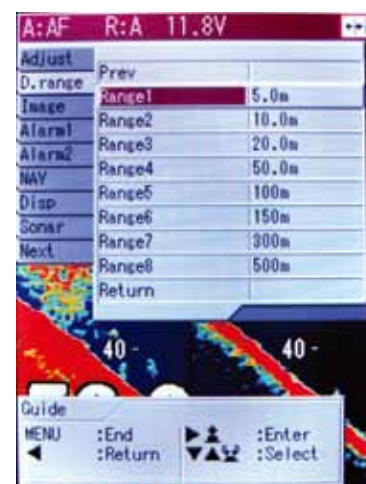 A:AF R:A 11.8V
Adjust
D.range
Image
Alarm1
Alarm2
NAV
Disp
Sonar
Next
Prev
Range1 5.0m
Range2 10.0m
Range3 20.0m
Range4 50.0m
Range5 100m
Range6 150m
Range7 300m
Range8 500m
Return
40 - 40 -
Guide
MENU :End :Enter
◀ :Return ▼▲ :Select